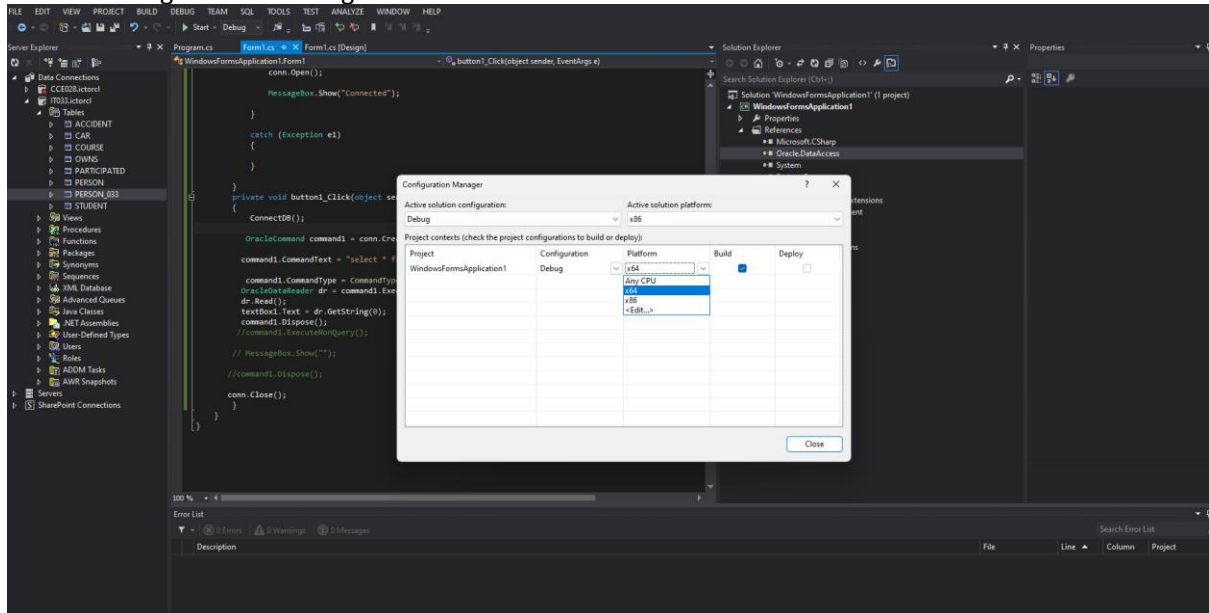 FILE EDIT VIEW PROJECT BUILD DEBUG TEAM SQL TOOLS TEST ANALYZE WINDOW HELP
Start - Debug
Server Explorer
Data Connections
CCE028.ictorcl
IT033.ictorcl
Tables
ACCIDENT
CAR
COURSE
OWNS
PARTICIPATED
PERSON
PERSON_033
STUDENT
Views
Procedures
Functions
Packages
Synonyms
Sequences
XML Database
Advanced Queues
Java Classes
.NET Assemblies
User-Defined Types
Users
Roles
ADDM Tasks
AWR Snapshots
Servers
SharePoint Connections
Program.cs Form1.cs Form1.cs [Design]
WindowsFormsApplication1.Form1 button1_Click(object sender, EventArgs e)
conn.Open();
MessageBox.Show("Connected");
}
catch (Exception e1)
{
}
}
private void button1_Click(object se
{
ConnectDB();
OracleCommand command1 = conn.Cre
command1.CommandText = "select * f
command1.CommandType = CommandTyp
OracleDataReader dr = command1.Exe
dr.Read();
textBox1.Text = dr.GetString(0);
command1.Dispose();
//command1.ExecuteNonQuery();
// MessageBox.Show("");
//command1.Dispose();
conn.Close();
}
}
}
100 %
Configuration Manager ? X
Active solution configuration: Active solution platform:
Debug x86
Project contexts (check the project configurations to build or deploy):
Project Configuration Platform Build Deploy
WindowsFormsApplication1 Debug x64
Any CPU
x64
x86
<Edit...>
Close
Solution Explorer
Search Solution Explorer (Ctrl+;)
Solution 'WindowsFormsApplication1' (1 project)
WindowsFormsApplication1
Properties
References
Microsoft.CSharp
Oracle.DataAccess
System
tensions
ent
ns
Properties
Error List
0 Errors 0 Warnings 0 Messages
Search Error List
Description File Line Column Project